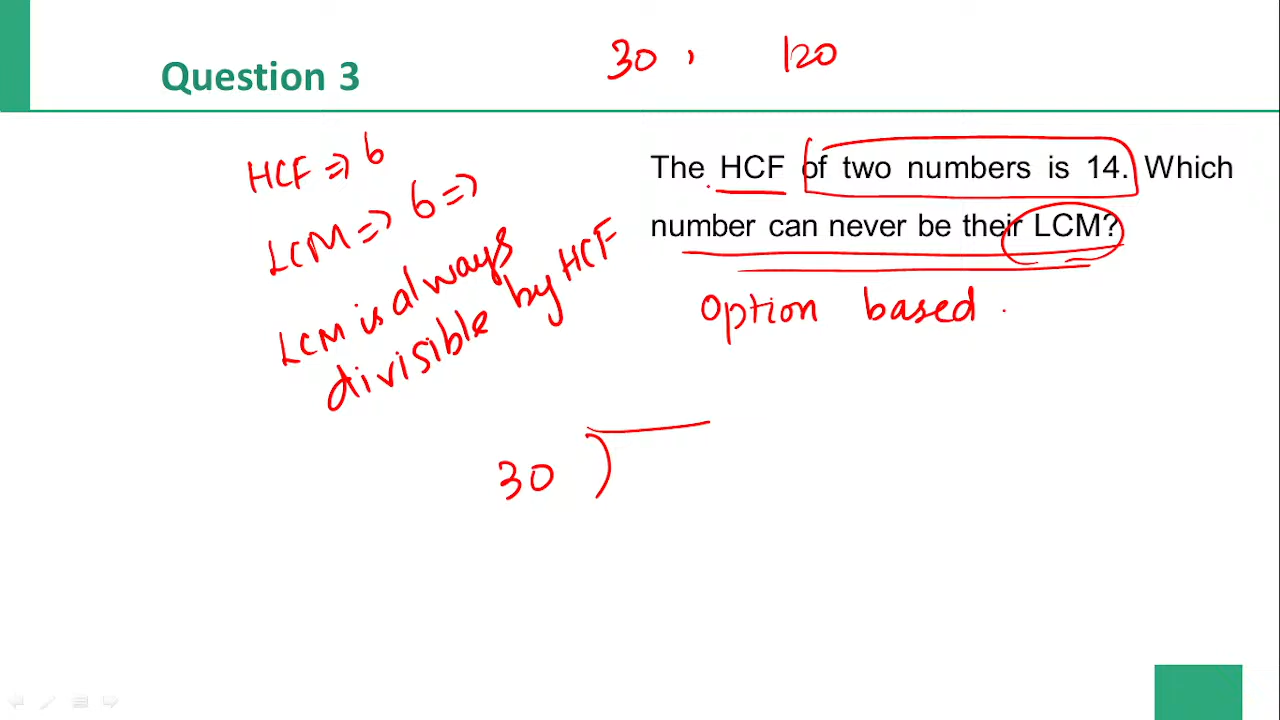 30 , 120
Question 3
HCF => 6
LCM => 6 =>
LCM is always
divisible by HCF
The HCF of two numbers is 14. Which
number can never be their LCM?
Option based .
30 )